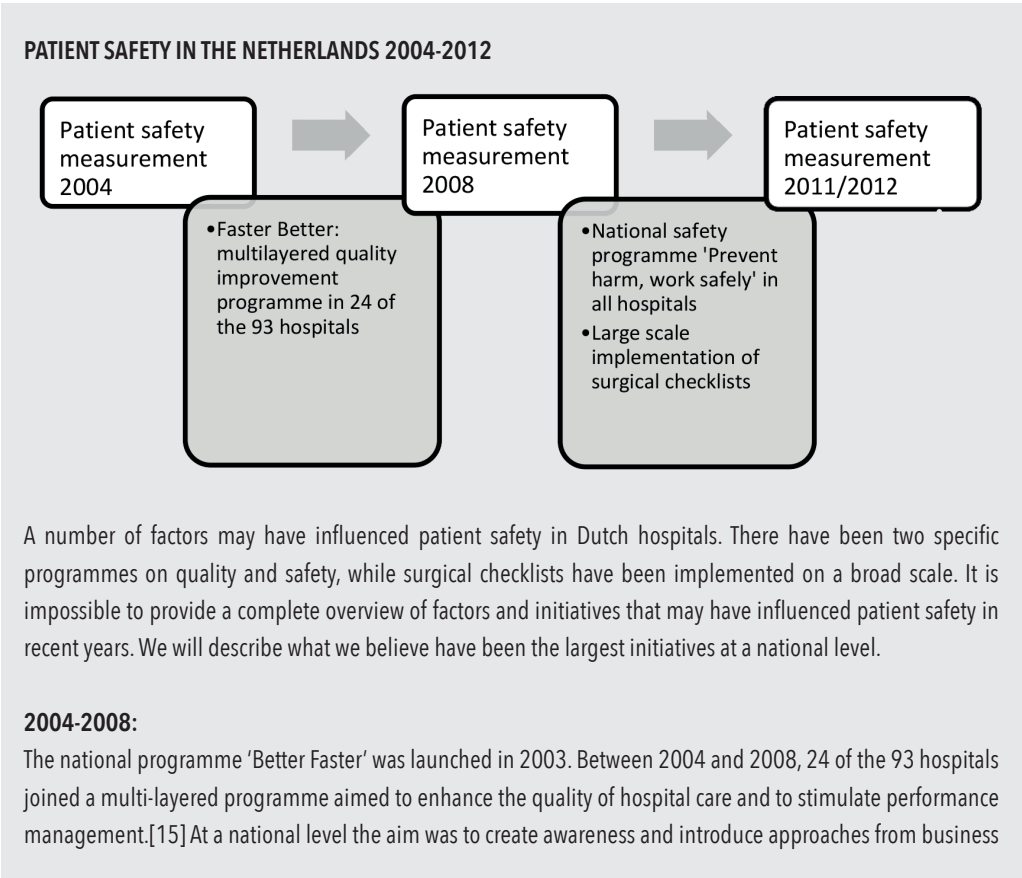 PATIENT SAFETY IN THE NETHERLANDS 2004-2012
Patient safety
measurement
2004
Patient safety
measurement
2008
Patient safety
measurement
2011/2012
•Faster Better:
multilayered quality
improvement
programme in 24 of
the 93 hospitals
•National safety
programme 'Prevent
harm, work safely' in
all hospitals
•Large scale
implementation of
surgical checklists
A number of factors may have influenced patient safety in Dutch hospitals. There have been two specific
programmes on quality and safety, while surgical checklists have been implemented on a broad scale. It is
impossible to provide a complete overview of factors and initiatives that may have influenced patient safety in
recent years. We will describe what we believe have been the largest initiatives at a national level.
2004-2008:
The national programme ‘Better Faster’ was launched in 2003. Between 2004 and 2008, 24 of the 93 hospitals
joined a multi-layered programme aimed to enhance the quality of hospital care and to stimulate performance
management.[15] At a national level the aim was to create awareness and introduce approaches from business